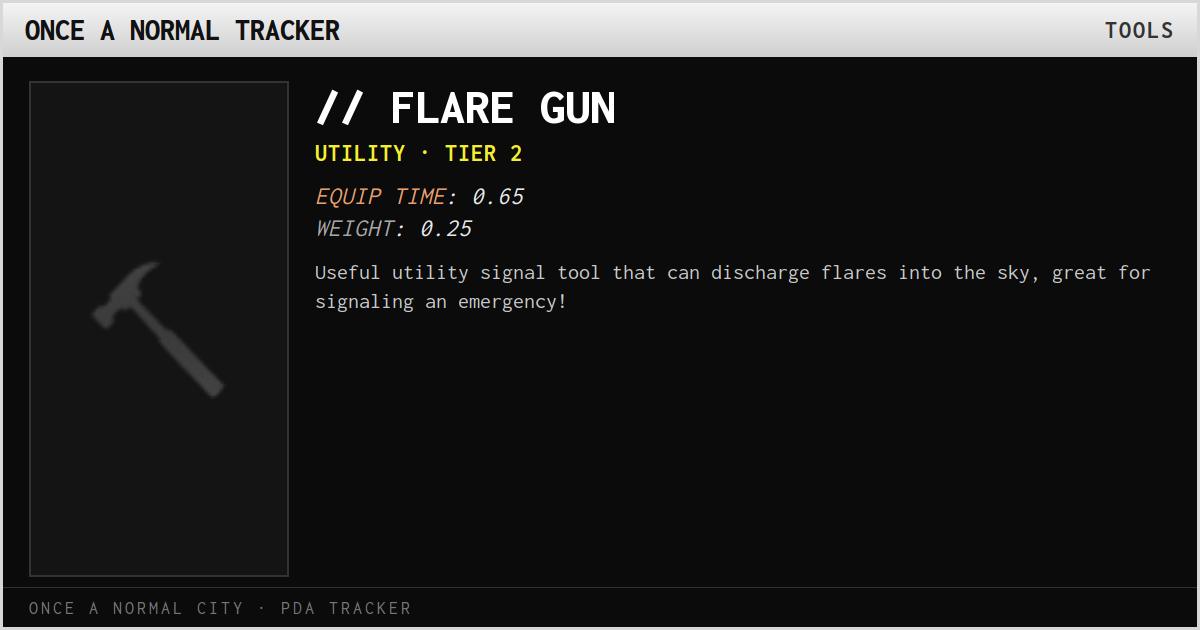 ONCE A NORMAL TRACKER
TOOLS
// FLARE GUN
UTILITY · TIER 2
EQUIP TIME: 0.65
WEIGHT: 0.25
Useful utility signal tool that can discharge flares into the sky, great for
signaling an emergency!
ONCE A NORMAL CITY · PDA TRACKER